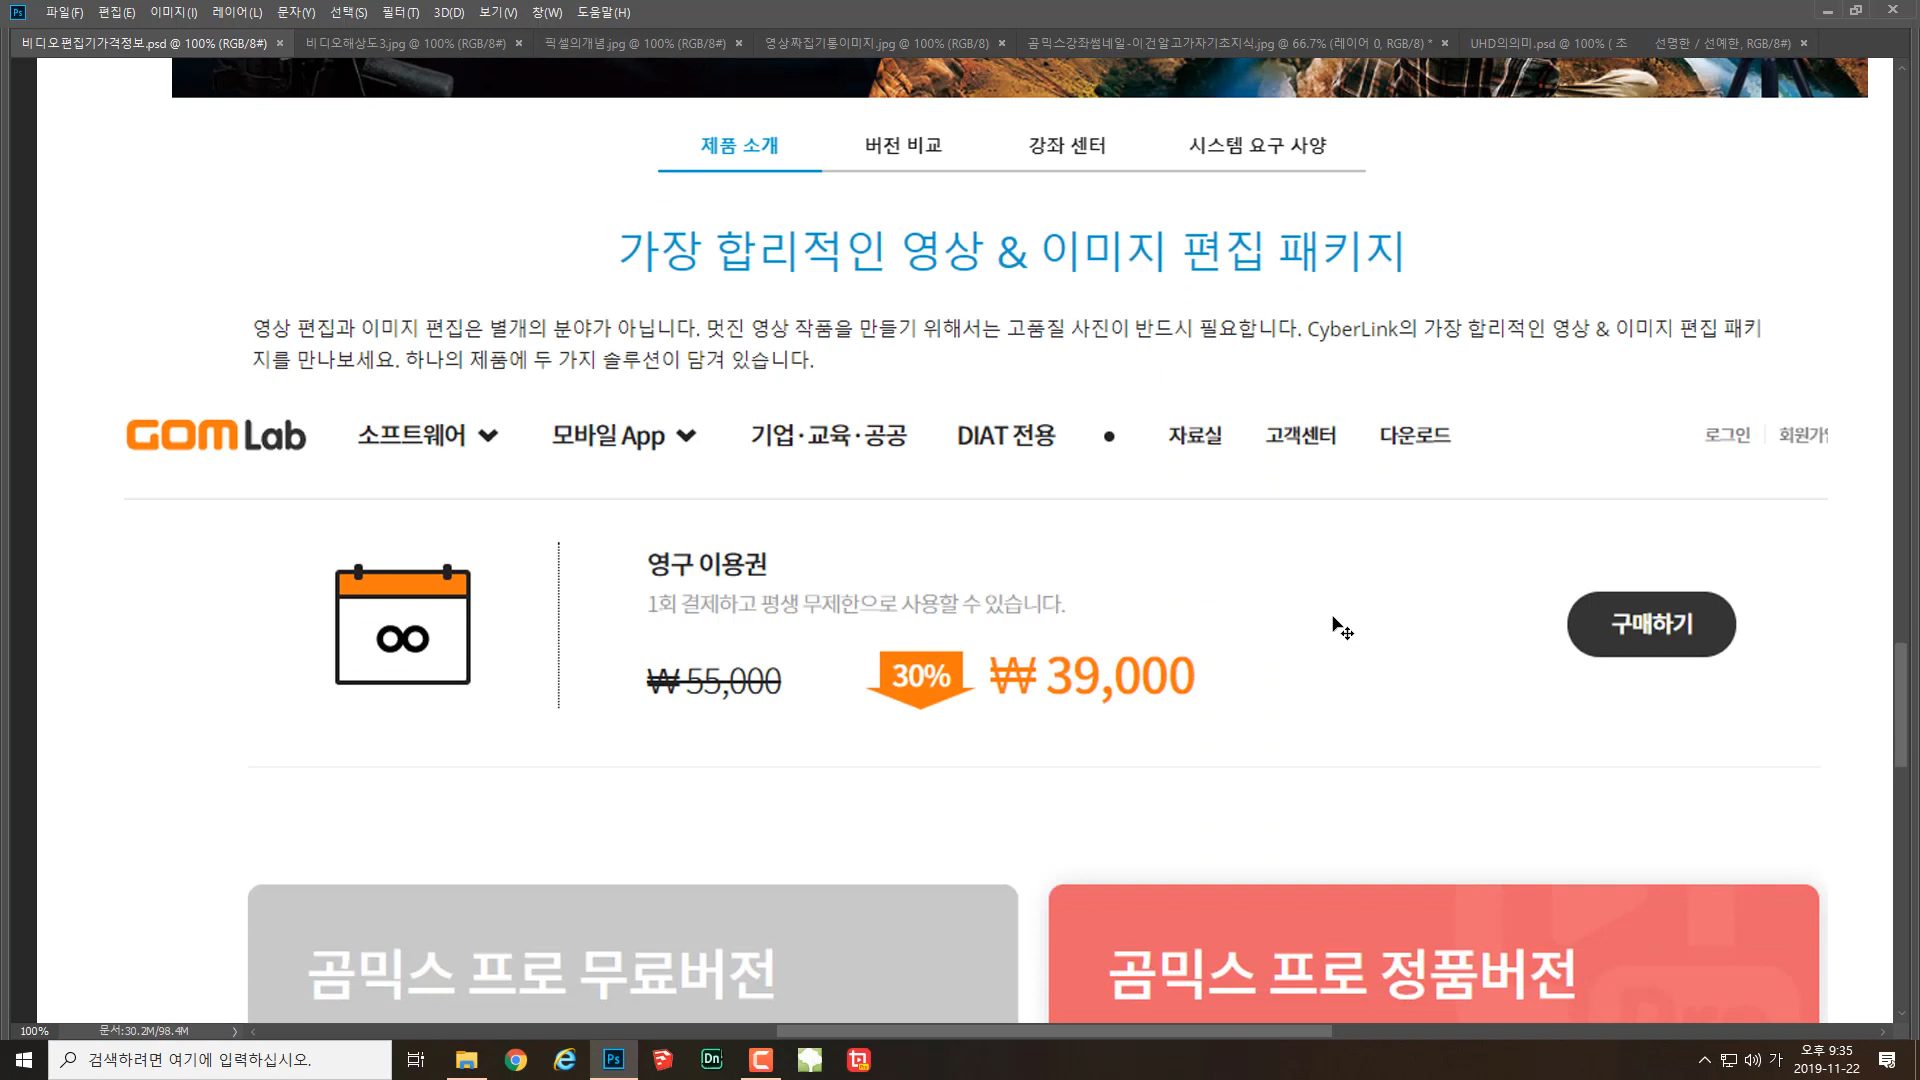 파일(F) 편집(E) 이미지(I) 레이어(L) 문자(Y) 선택(S) 필터(T) 3D(D) 보기(V) 창(W) 도움말(H)
비디오편집기가격정보.psd @ 100% (RGB/8#) × 비디오해상도3.jpg @ 100% (RGB/8#) × 픽셀의개념.jpg @ 100% (RGB/8#) × 영상짜집기통이미지.jpg @ 100% (RGB/8) × 곰믹스강좌썸네일-이건알고가자기초지식.jpg @ 66.7% (레이어 0, RGB/8) * × UHD의의미.psd @ 100% ( 초 선명한 / 선예한, RGB/8#) ×
제품 소개 버전 비교 강좌 센터 시스템 요구 사양
가장 합리적인 영상 & 이미지 편집 패키지
영상 편집과 이미지 편집은 별개의 분야가 아닙니다. 멋진 영상 작품을 만들기 위해서는 고품질 사진이 반드시 필요합니다. CyberLink의 가장 합리적인 영상 & 이미지 편집 패키
지를 만나보세요. 하나의 제품에 두 가지 솔루션이 담겨 있습니다.
GOM Lab 소프트웨어 모바일 App 기업·교육·공공 DIAT 전용 • 자료실 고객센터 다운로드 로그인 회원가
영구 이용권
1회 결제하고 평생 무제한으로 사용할 수 있습니다.
구매하기
₩ 55,000 30% ₩ 39,000
곰믹스 프로 무료버전 곰믹스 프로 정품버전
100% 문서:30.2M/98.4M
검색하려면 여기에 입력하십시오.
Ps Dn 가 오후 9:35
2019-11-22